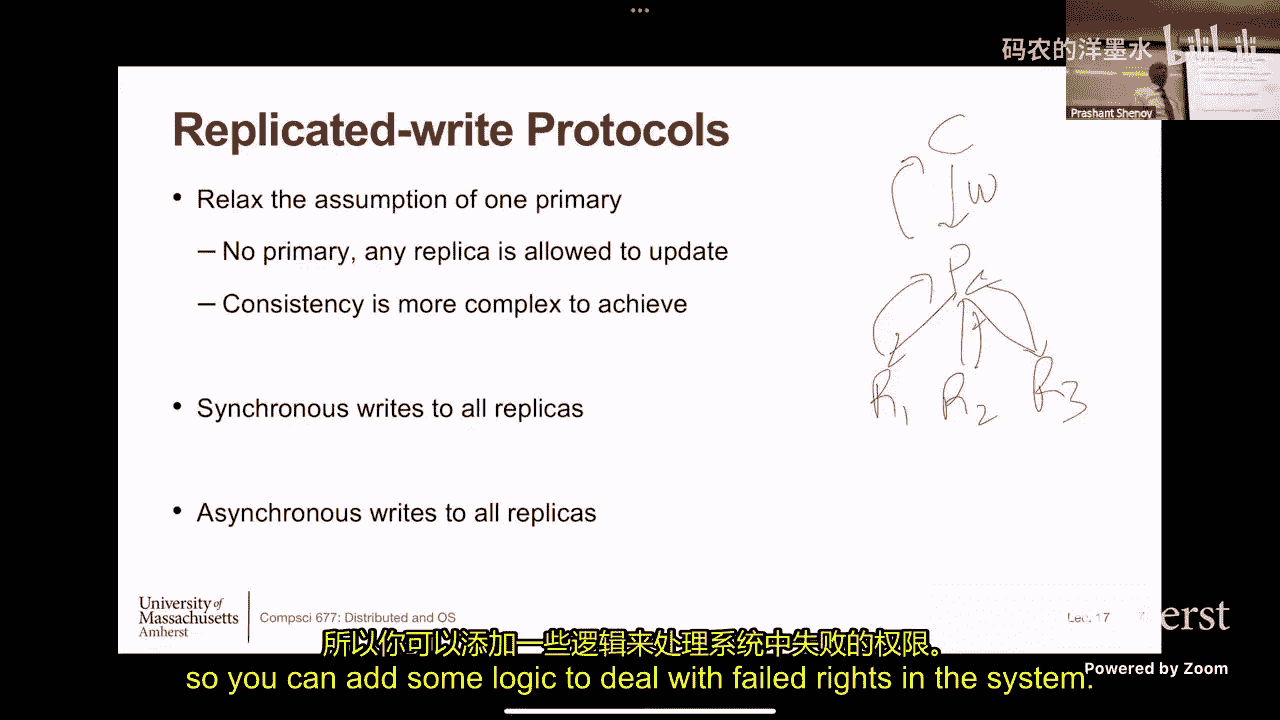 码农的洋墨水 bilibili
Prashant Shenoy
Replicated-write Protocols
• Relax the assumption of one primary
– No primary, any replica is allowed to update
– Consistency is more complex to achieve
• Synchronous writes to all replicas
• Asynchronous writes to all replicas
C
W
P
R1 R2 R3
University of
Massachusetts
Amherst
Compsci 677: Distributed and OS
Lec. 17
7
erst
所以你可以添加一些逻辑来处理系统中失败的权限。
so you can add some logic to deal with failed rights in the system.
Powered by Zoom